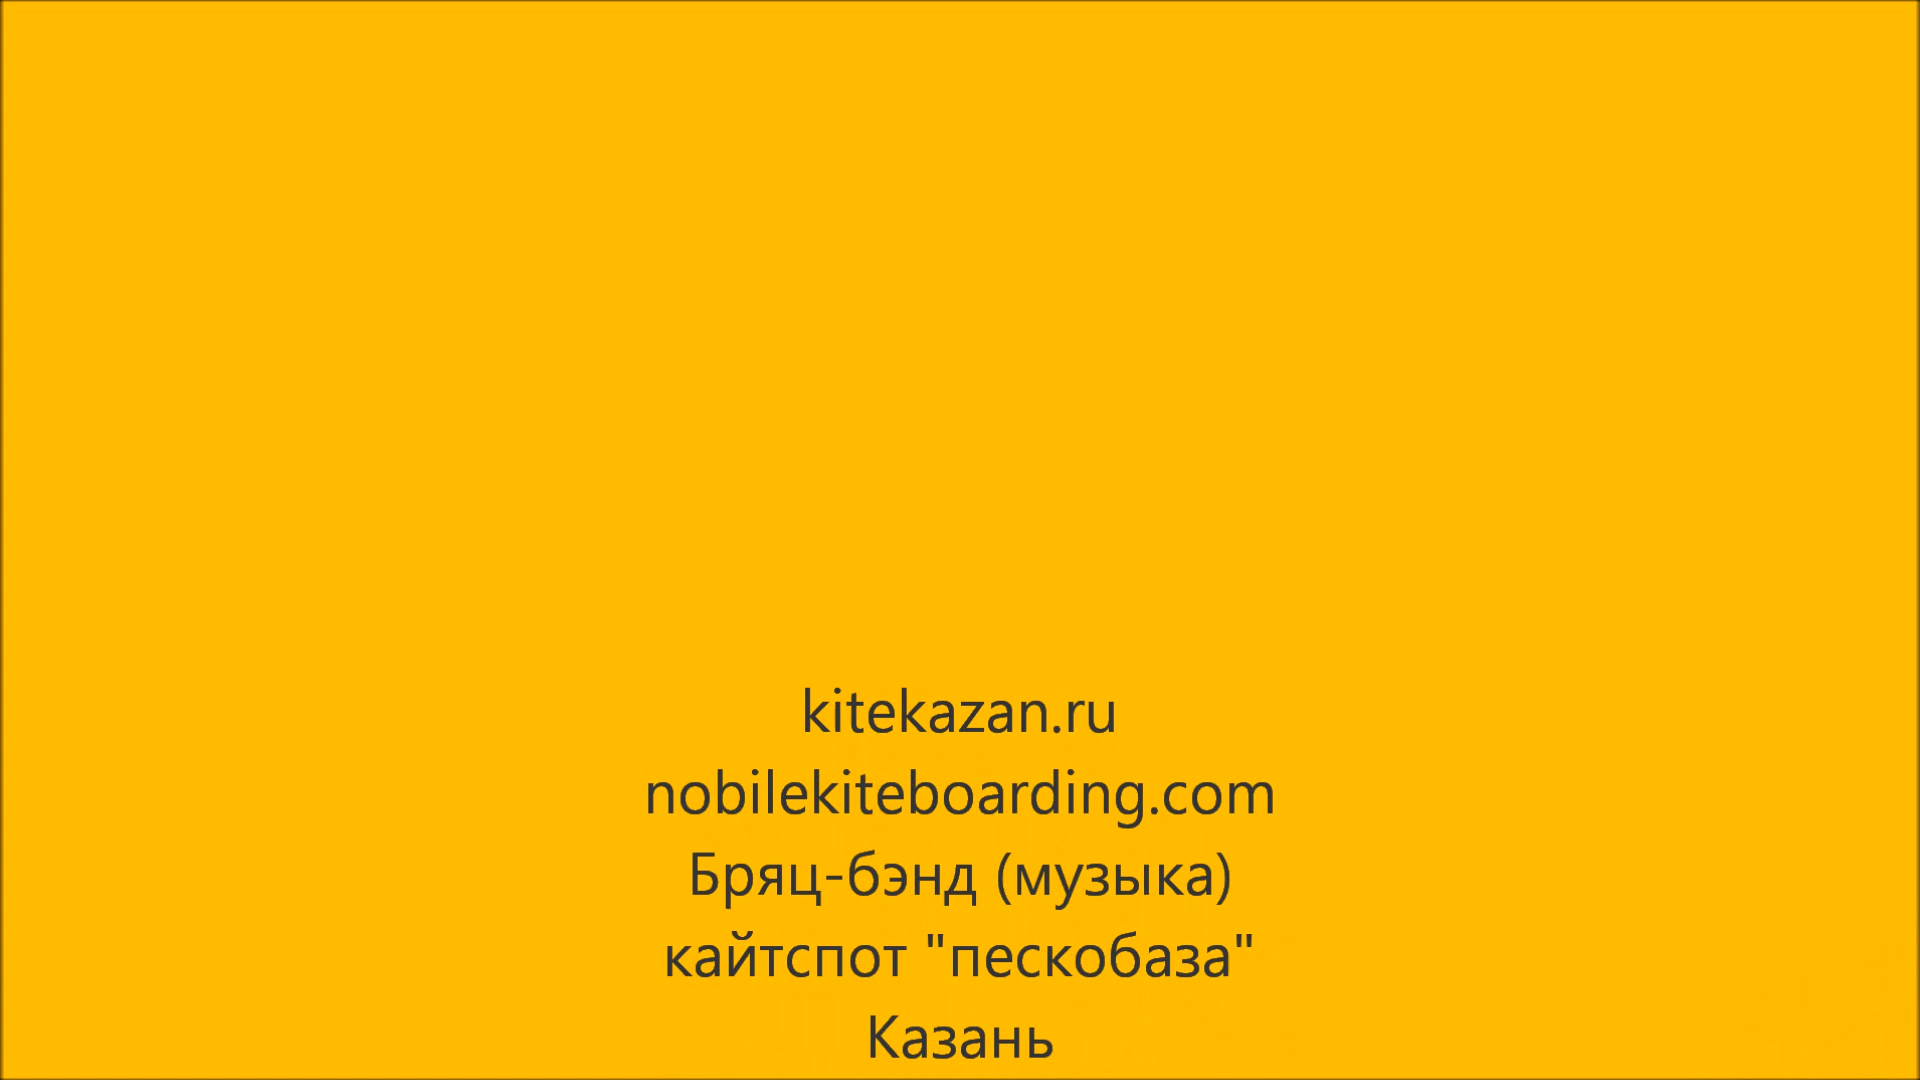 kitekazan.ru
nobilekiteboarding.com
Бряц-бэнд (музыка)
кайтспот "пескобаза"
Казань